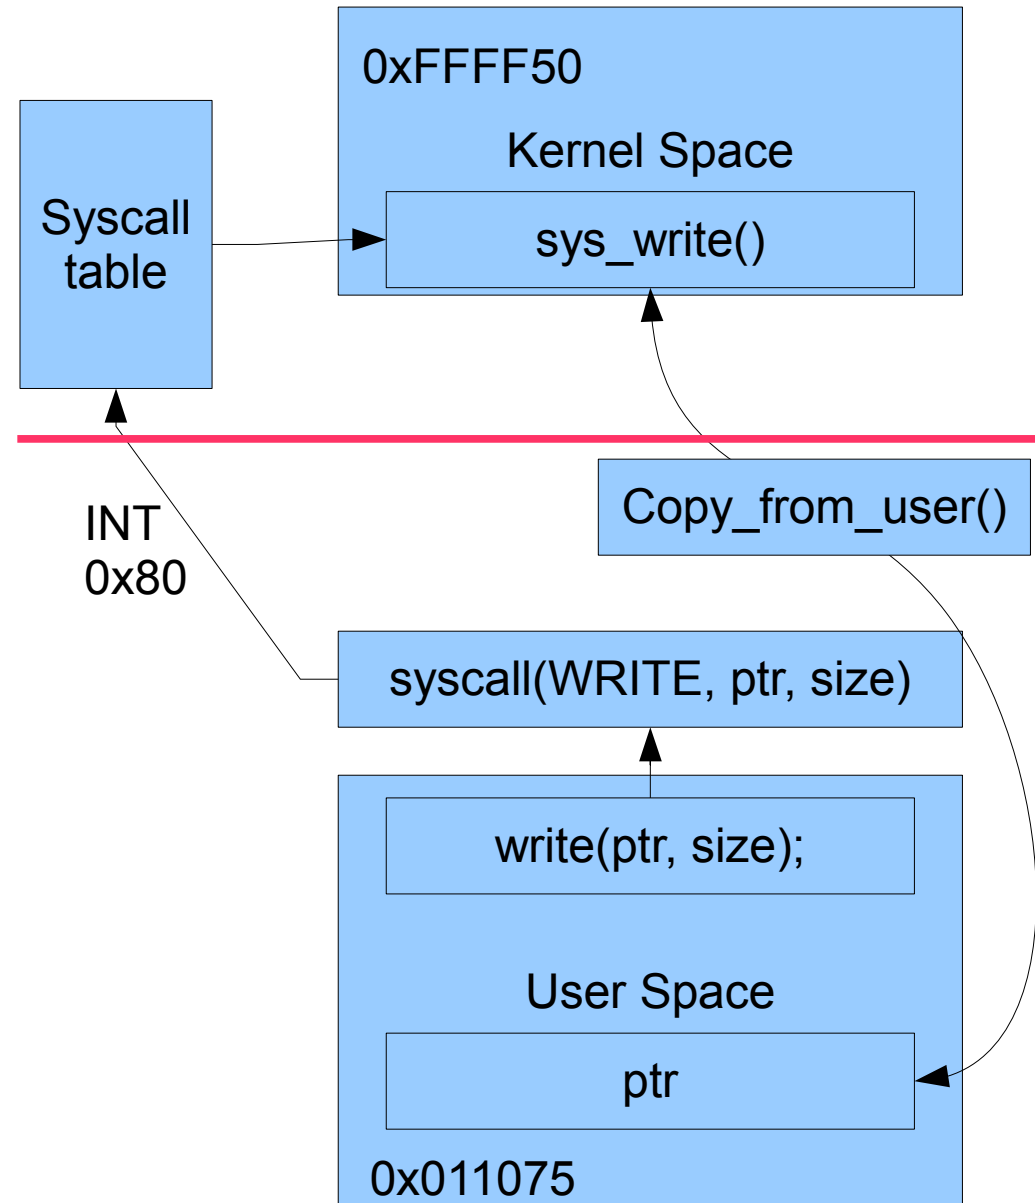 0xFFFF50
Kernel Space
Syscall
table
sys_write()
Copy_from_user()
INT
0x80
syscall(WRITE, ptr, size)
write(ptr, size);
User Space
ptr
0x011075